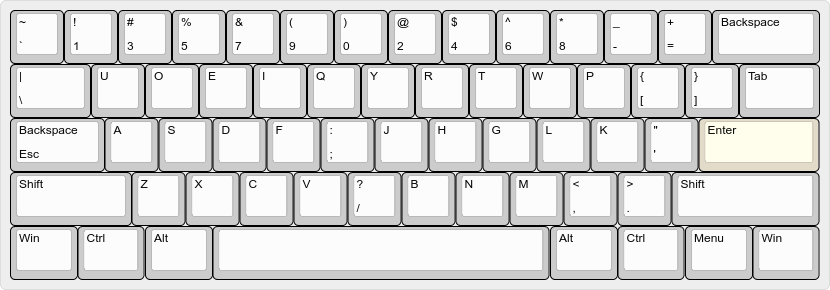 ~ ! # % & ( ) @ $ ^ * _ + Backspace
` 1 3 5 7 9 0 2 4 6 8 - =
| U O E I Q Y R T W P { } Tab
\ [ ]
Backspace A S D F : J H G L K " Enter
Esc ; '
Shift Z X C V ? B N M < > Shift
/ , .
Win Ctrl Alt Alt Ctrl Menu Win